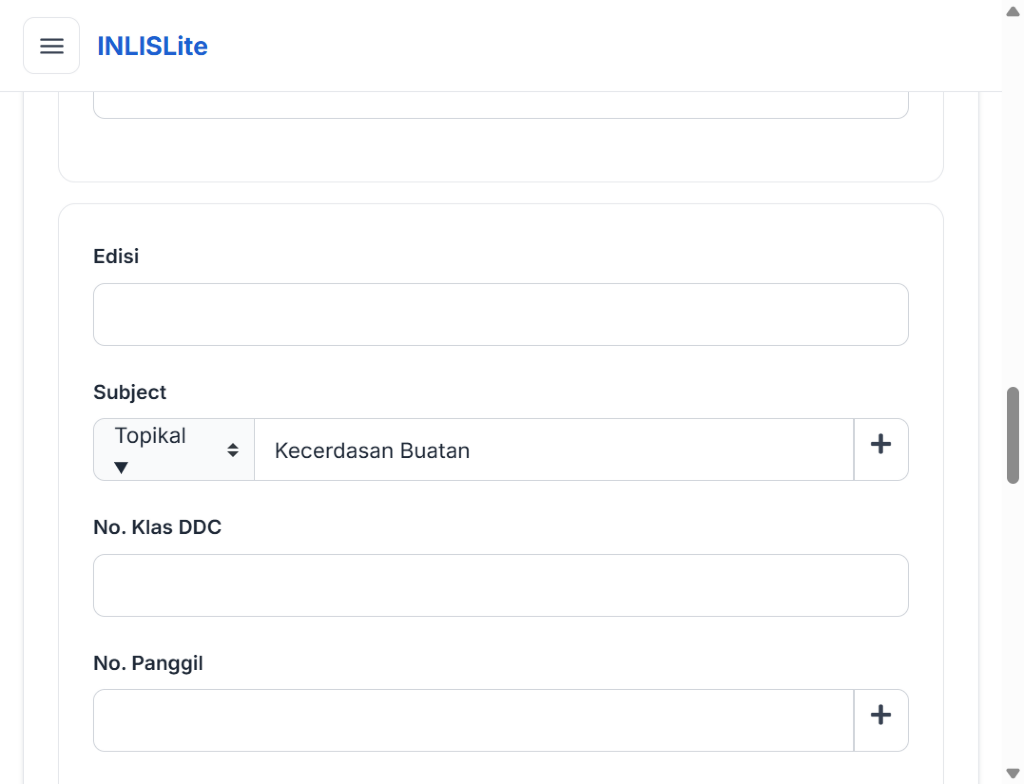 INLISLite
Edisi
Subject
Topikal
Kecerdasan Buatan
No. Klas DDC
No. Panggil